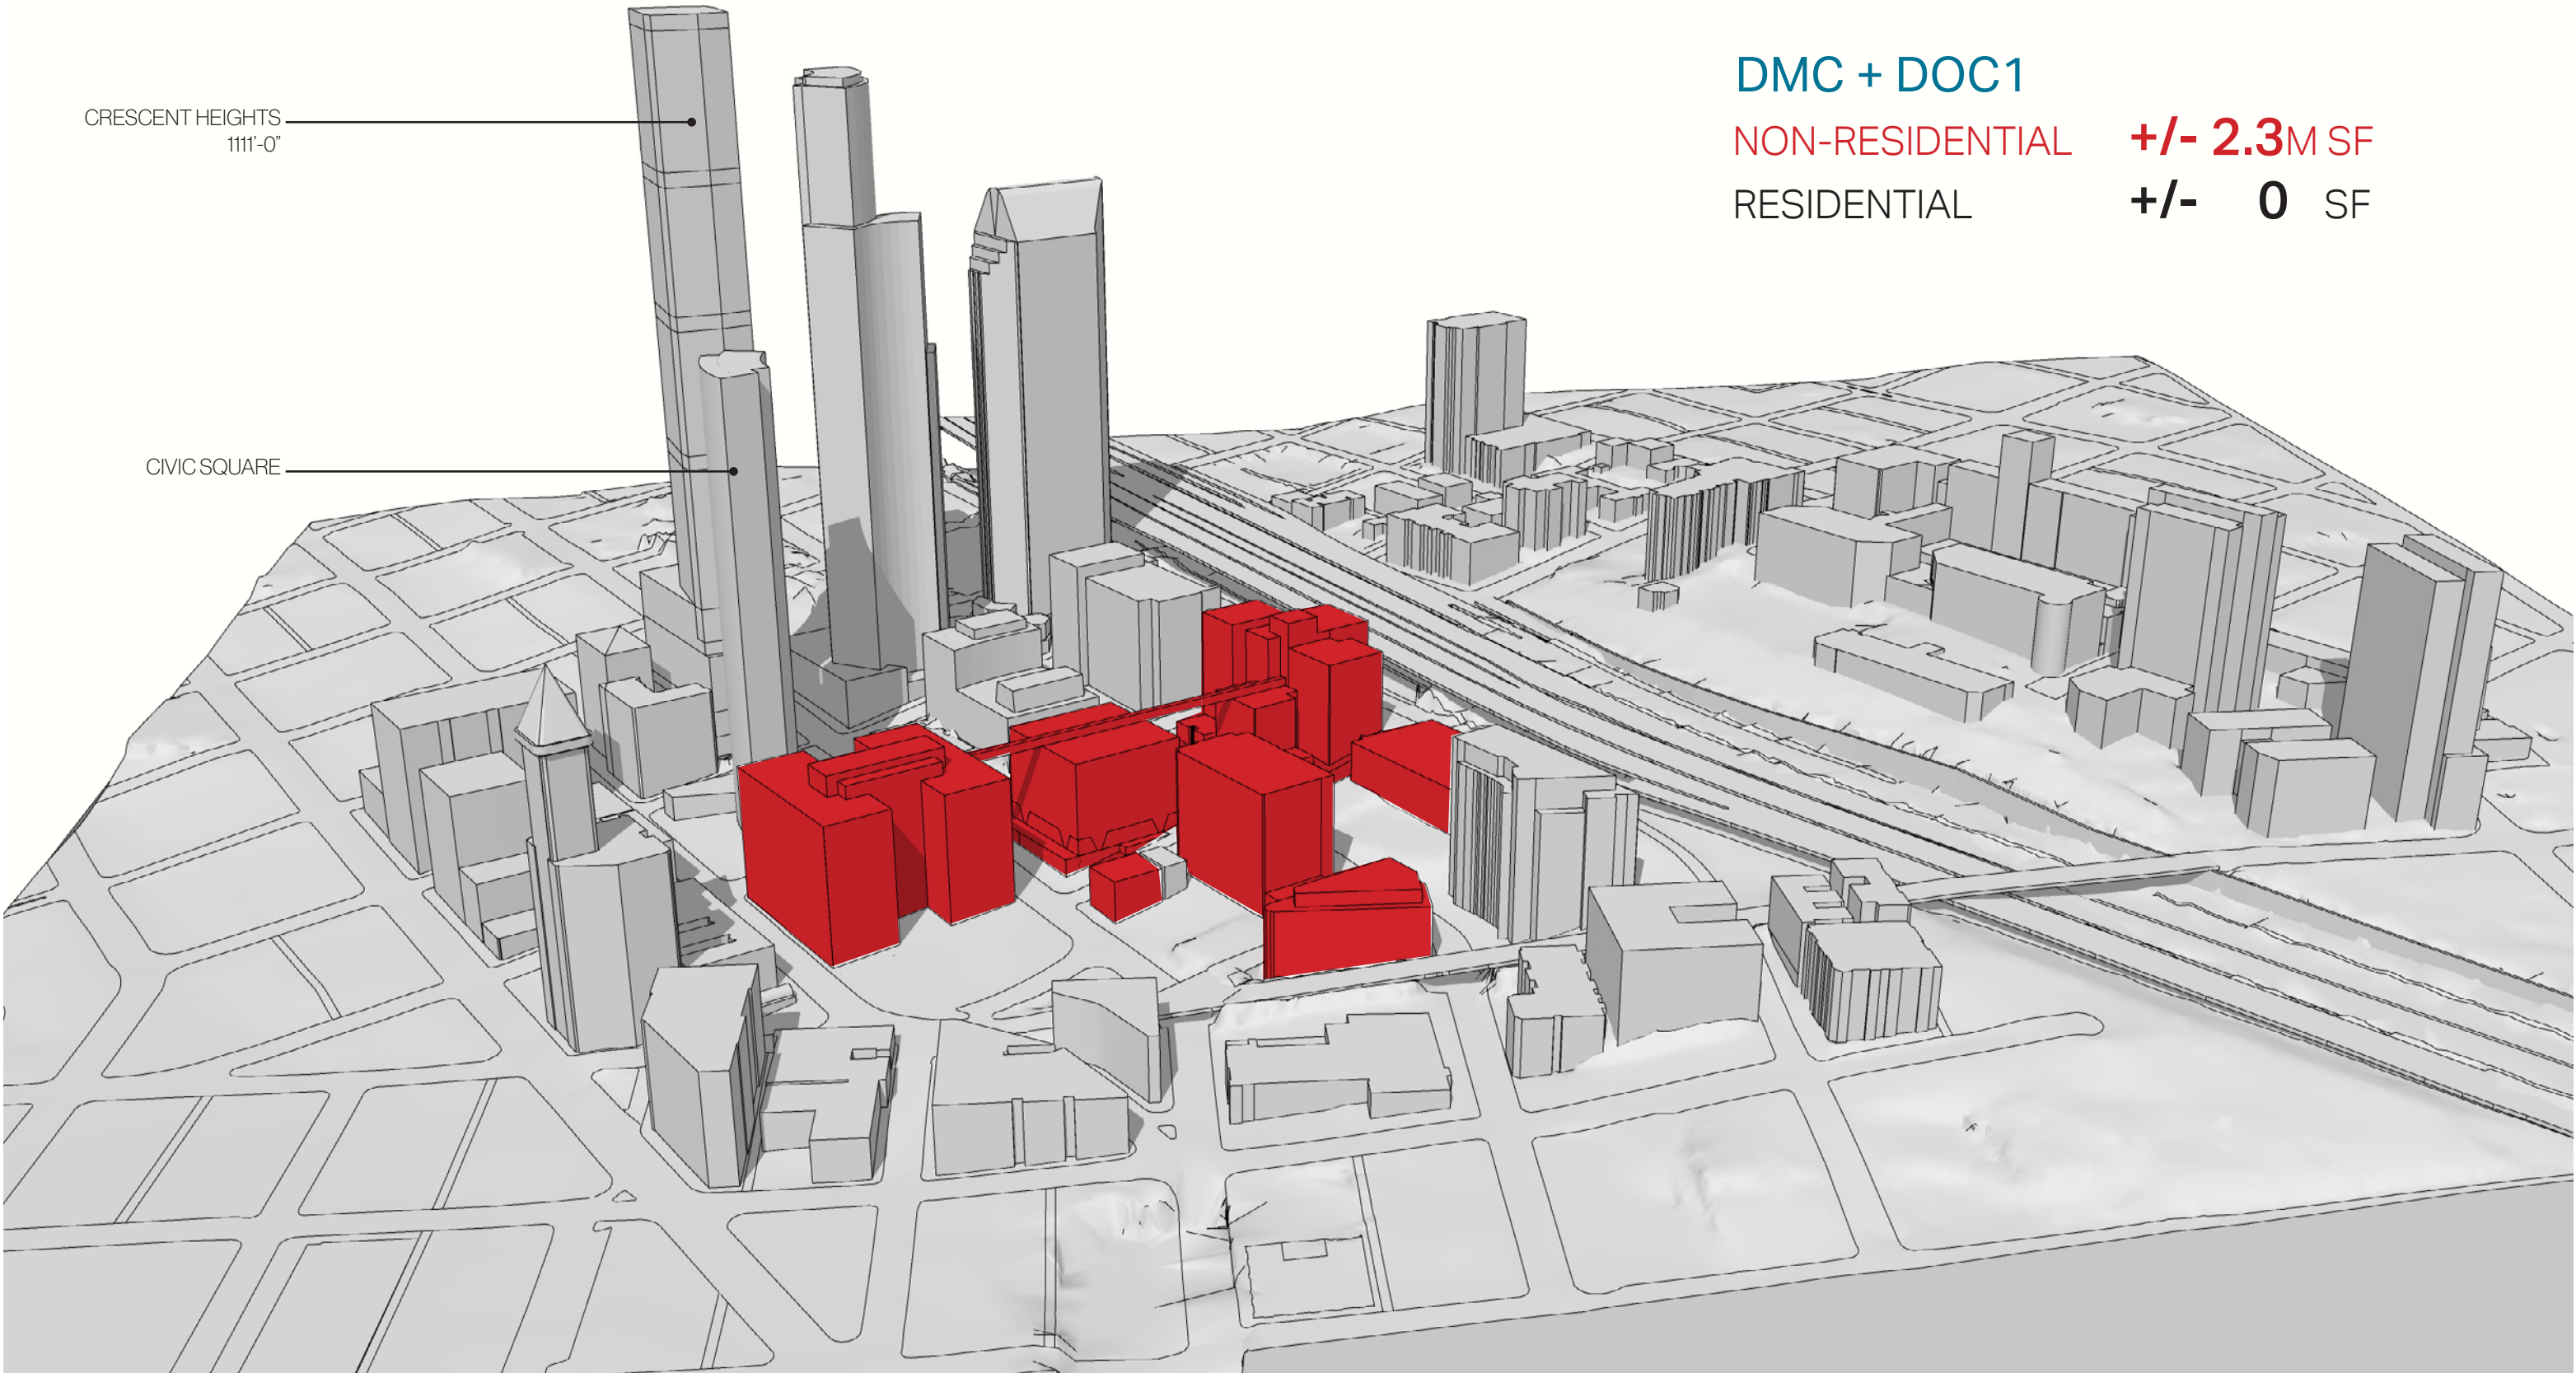 DMC + DOC1
NON-RESIDENTIAL +/- 2.3M SF
RESIDENTIAL +/- 0 SF
CRESCENT HEIGHTS
1111'-0"
CIVIC SQUARE